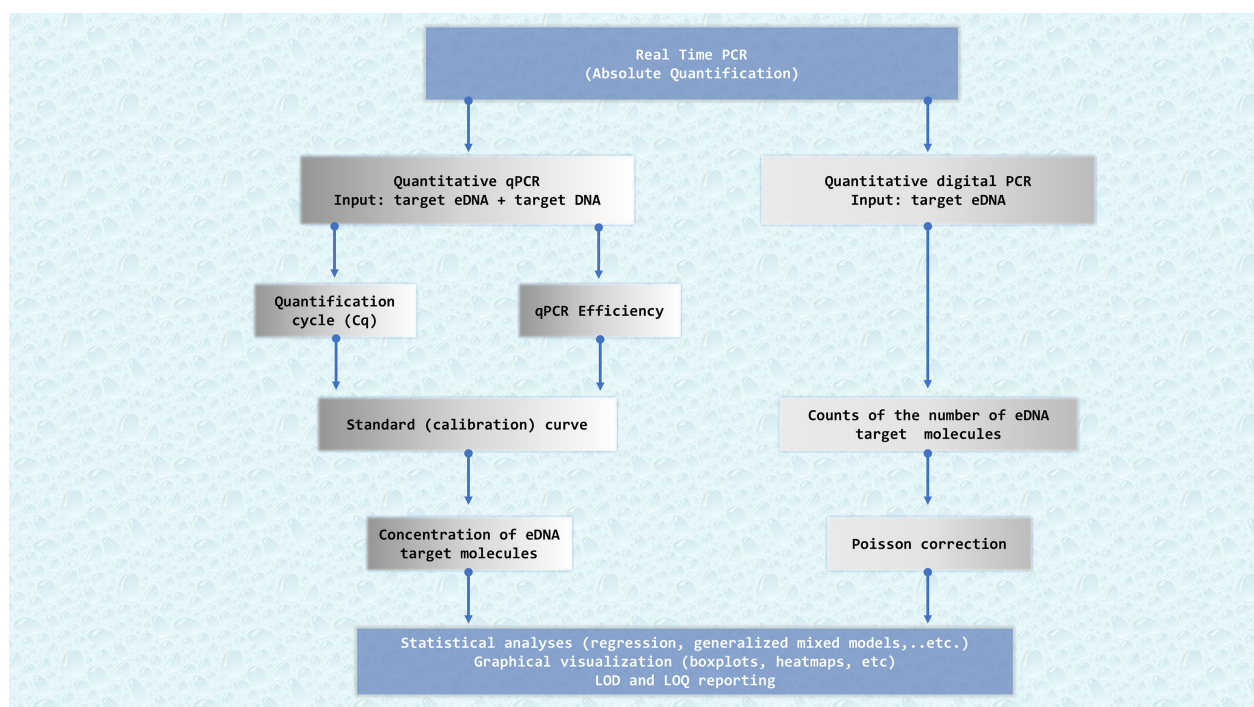 Real Time PCR
(Absolute Quantification)
Quantitative qPCR
Input: target eDNA + target DNA
Quantitative digital PCR
Input: target eDNA
Quantification
cycle (Cq)
qPCR Efficiency
Standard (calibration) curve
Counts of the number of eDNA
target molecules
Concentration of eDNA
target molecules
Poisson correction
Statistical analyses (regression, generalized mixed models,..etc.)
Graphical visualization (boxplots, heatmaps, etc)
LOD and LOQ reporting